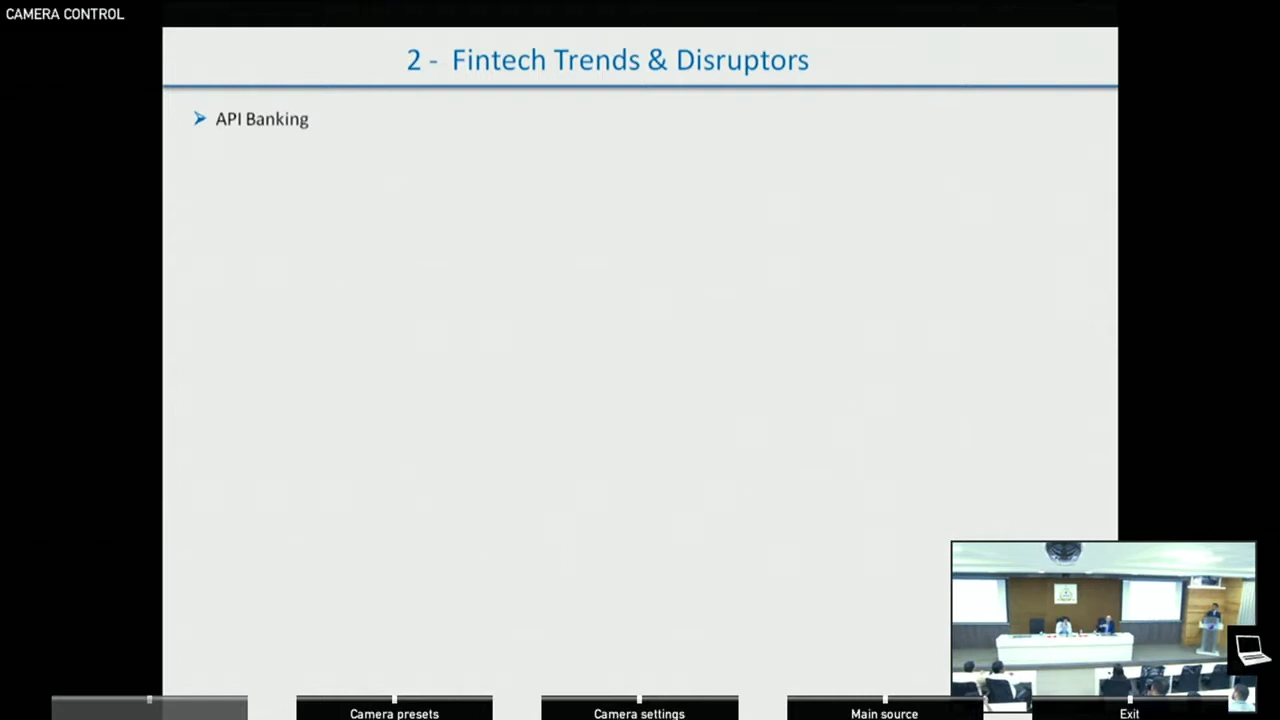 CAMERA CONTROL
2 - Fintech Trends & Disruptors
➢ API Banking
Camera presets
Camera settings
Main source
Exit